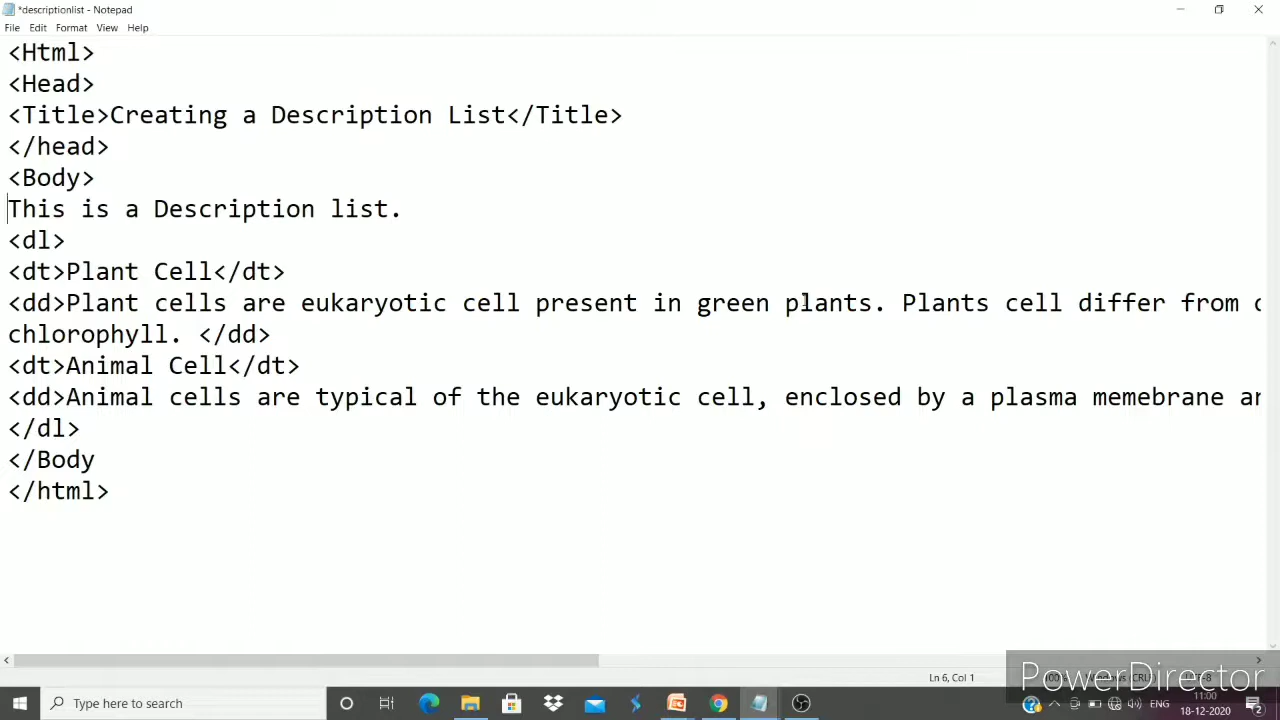 *descriptionlist - Notepad
File Edit Format View Help
<Html>
<Head>
<Title>Creating a Description List</Title>
</head>
<Body>
This is a Description list.
<dl>
<dt>Plant Cell</dt>
<dd>Plant cells are eukaryotic cell present in green plants. Plants cell differ from
chlorophyll. </dd>
<dt>Animal Cell</dt>
<dd>Animal cells are typical of the eukaryotic cell, enclosed by a plasma memebrane
</dl>
</Body
</html>
Ln 6, Col 1
PowerDirector
Type here to search
ENG
11:00
18-12-2020
2